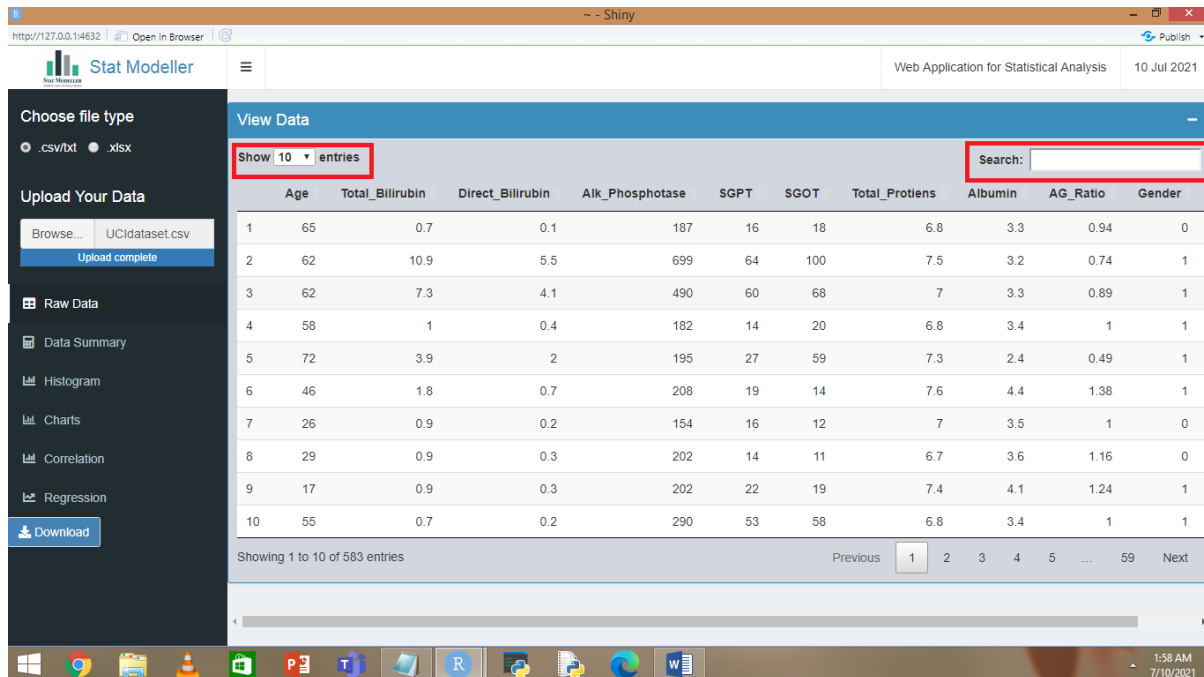 R
~ - Shiny
http://127.0.0.1:4632 Open in Browser Publish
Stat Modeller
Stat Modeller
Web Application for Statistical Analysis 10 Jul 2021
Choose file type
.csv/txt .xlsx
Upload Your Data
Browse... UCIdataset.csv
Upload complete
Raw Data
Data Summary
Histogram
Charts
Correlation
Regression
Download
View Data
Show 10 entries
Search:
Age Total_Bilirubin Direct_Bilirubin Alk_Phosphotase SGPT SGOT Total_Protiens Albumin AG_Ratio Gender
1 65 0.7 0.1 187 16 18 6.8 3.3 0.94 0
2 62 10.9 5.5 699 64 100 7.5 3.2 0.74 1
3 62 7.3 4.1 490 60 68 7 3.3 0.89 1
4 58 1 0.4 182 14 20 6.8 3.4 1 1
5 72 3.9 2 195 27 59 7.3 2.4 0.49 1
6 46 1.8 0.7 208 19 14 7.6 4.4 1.38 1
7 26 0.9 0.2 154 16 12 7 3.5 1 0
8 29 0.9 0.3 202 14 11 6.7 3.6 1.16 0
9 17 0.9 0.3 202 22 19 7.4 4.1 1.24 1
10 55 0.7 0.2 290 53 58 6.8 3.4 1 1
Showing 1 to 10 of 583 entries
Previous 1 2 3 4 5 ... 59 Next
1:58 AM
7/10/2021